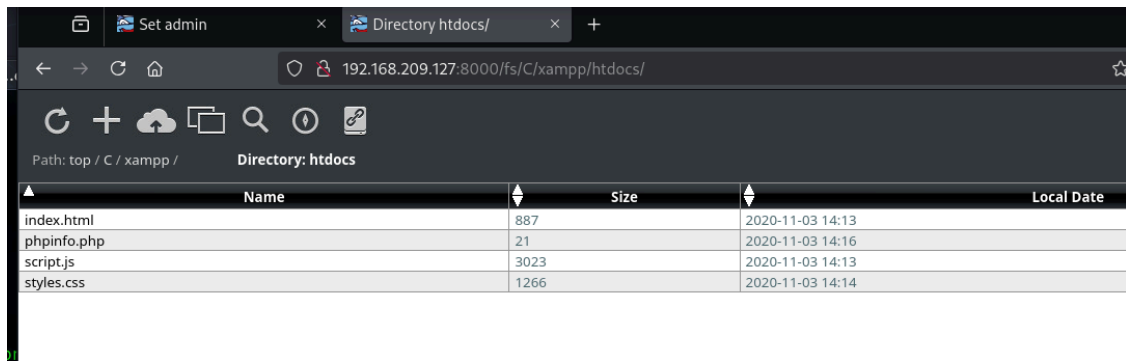 Set admin × Directory htdocs/ × +
192.168.209.127:8000/fs/C/xampp/htdocs/
Path: top / C / xampp / Directory: htdocs
Name Size Local Date
index.html 887 2020-11-03 14:13
phpinfo.php 21 2020-11-03 14:16
script.js 3023 2020-11-03 14:13
styles.css 1266 2020-11-03 14:14